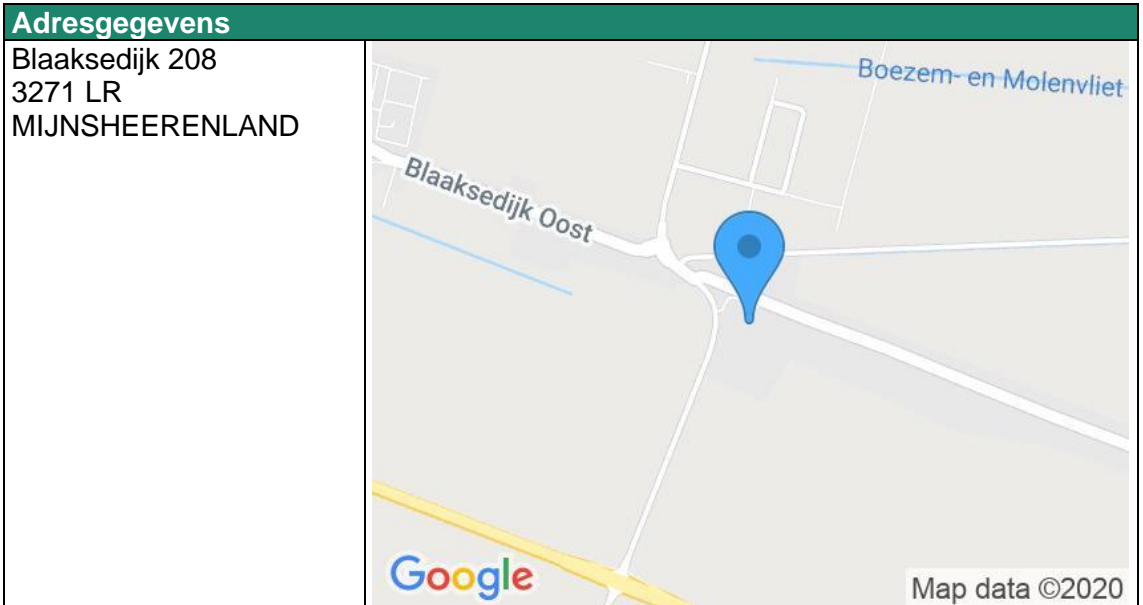 Adresgegevens
Blaaksedijk 208
3271 LR
MIJNSHEERENLAND
Boezem- en Molenvliet
Blaaksedijk Oost
Google
Map data ©2020